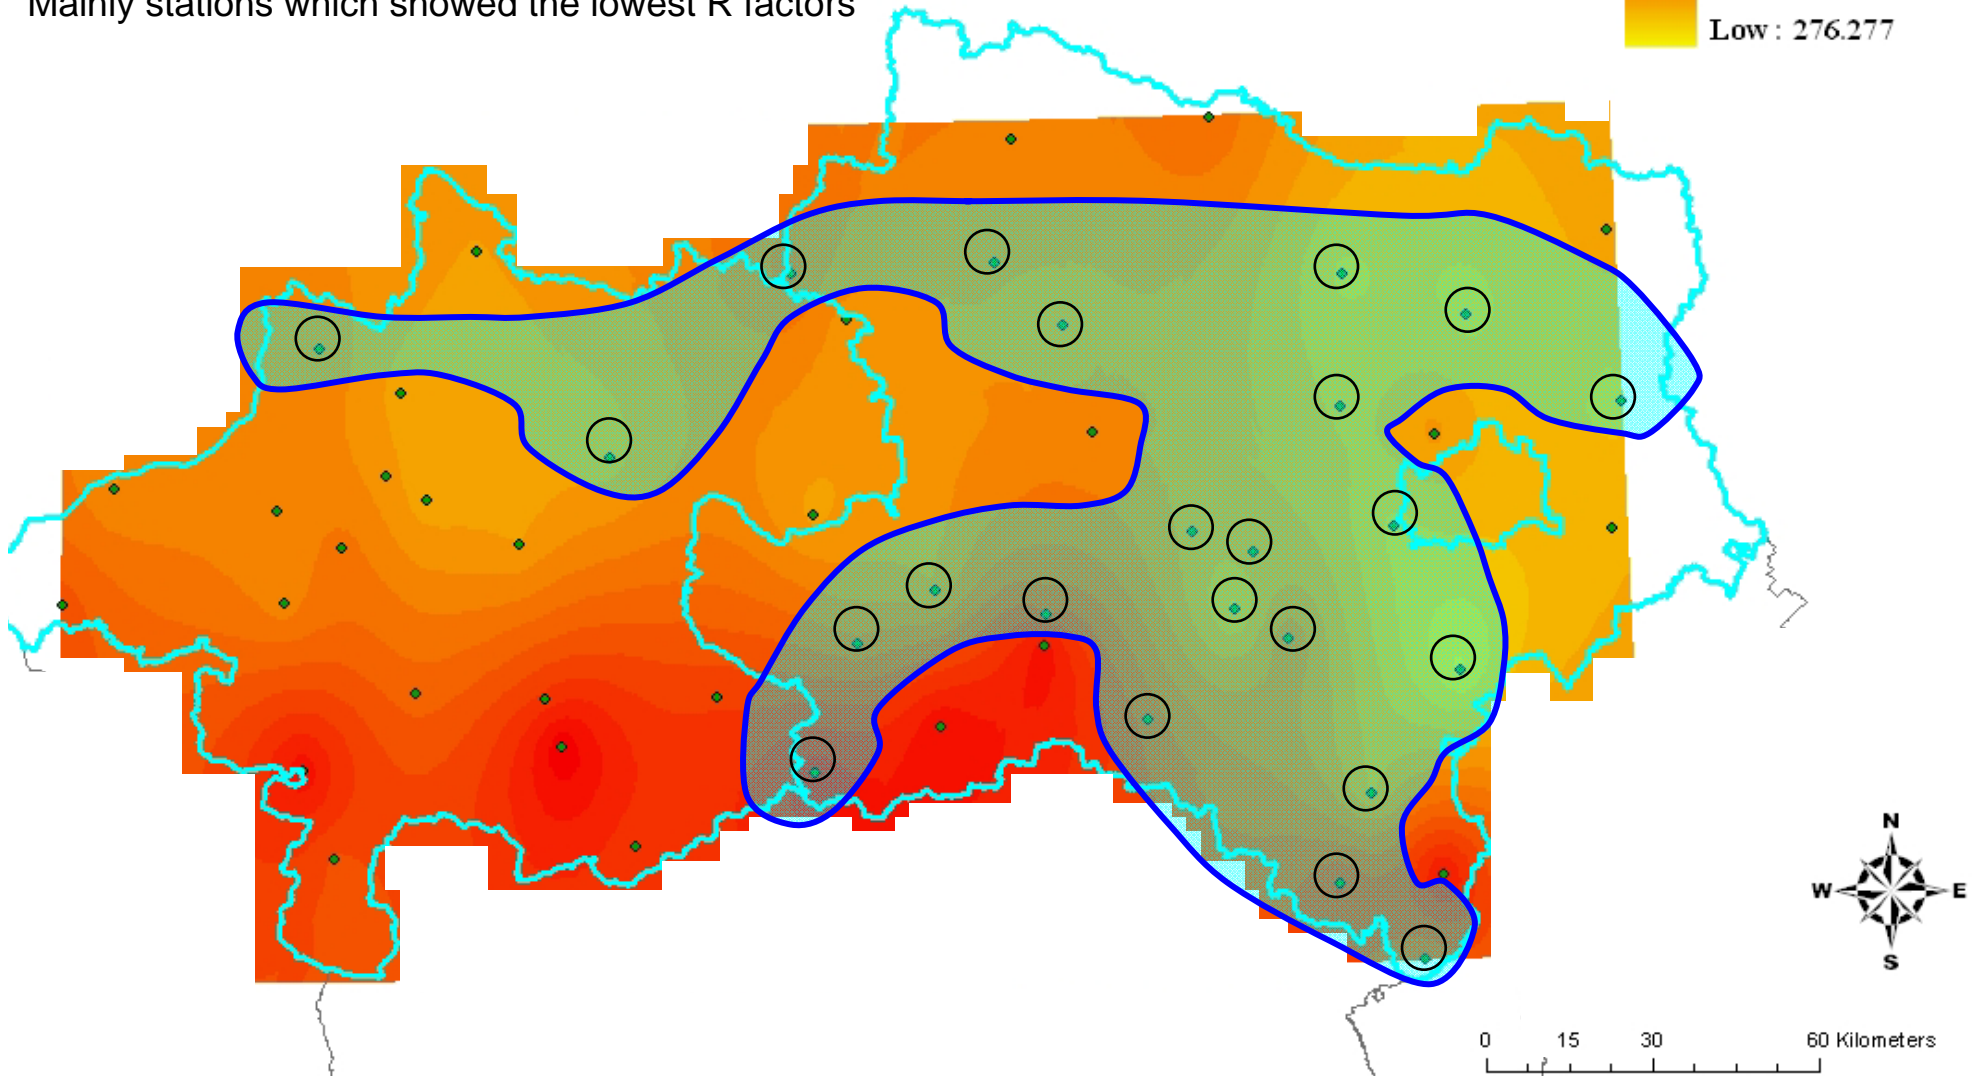 Mainly stations which showed the lowest R factors
Low : 276.277
N
W E
S
0 15 30 60 Kilometers